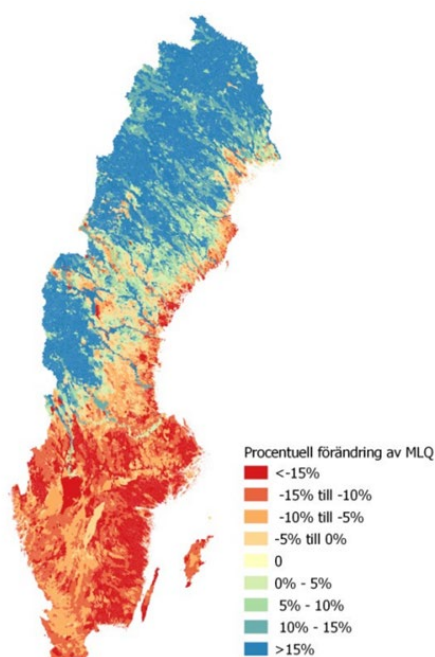 Procentuell förändring av MLQ
<-15%
-15% till -10%
-10% till -5%
-5% till 0%
0
0% - 5%
5% - 10%
10% - 15%
>15%